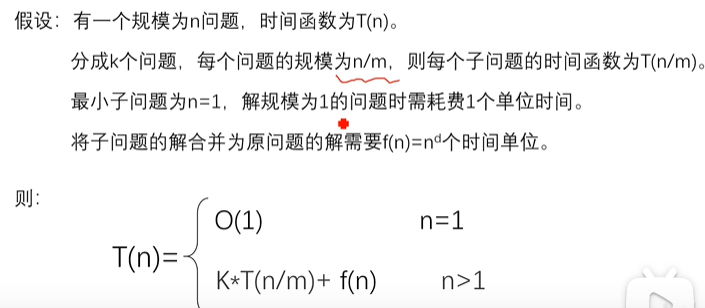 假设：有一个规模为n问题，时间函数为T(n)。
分成k个问题，每个问题的规模为n/m，则每个子问题的时间函数为T(n/m)。
最小子问题为n=1，解规模为1的问题时需耗费1个单位时间。
将子问题的解合并为原问题的解需要f(n)=nᵈ个时间单位。
则：
O(1) n=1
T(n)=
K*T(n/m)+ f(n) n>1